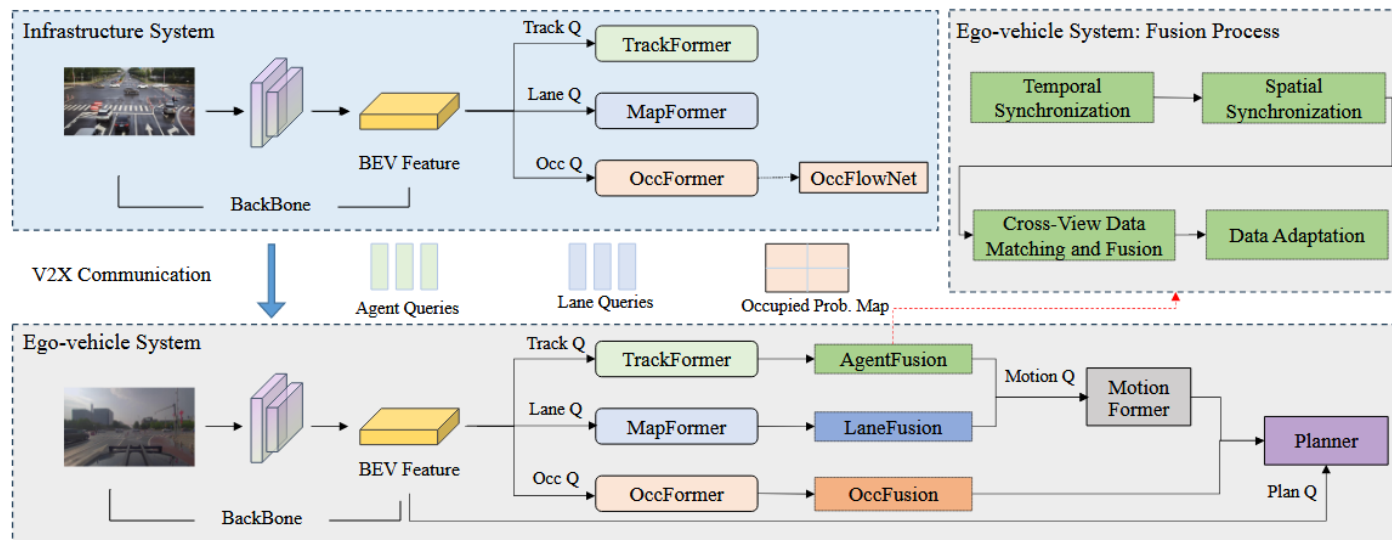 Infrastructure System
Track Q
TrackFormer
Lane Q
MapFormer
BEV Feature
Occ Q
OccFormer
OccFlowNet
BackBone
Ego-vehicle System: Fusion Process
Temporal
Synchronization
Spatial
Synchronization
Cross-View Data
Matching and Fusion
Data Adaptation
V2X Communication
Agent Queries
Lane Queries
Occupied Prob. Map
Ego-vehicle System
Track Q
TrackFormer
AgentFusion
Lane Q
MapFormer
LaneFusion
Motion Q
Motion
Former
Planner
BEV Feature
Occ Q
OccFormer
OccFusion
Plan Q
BackBone